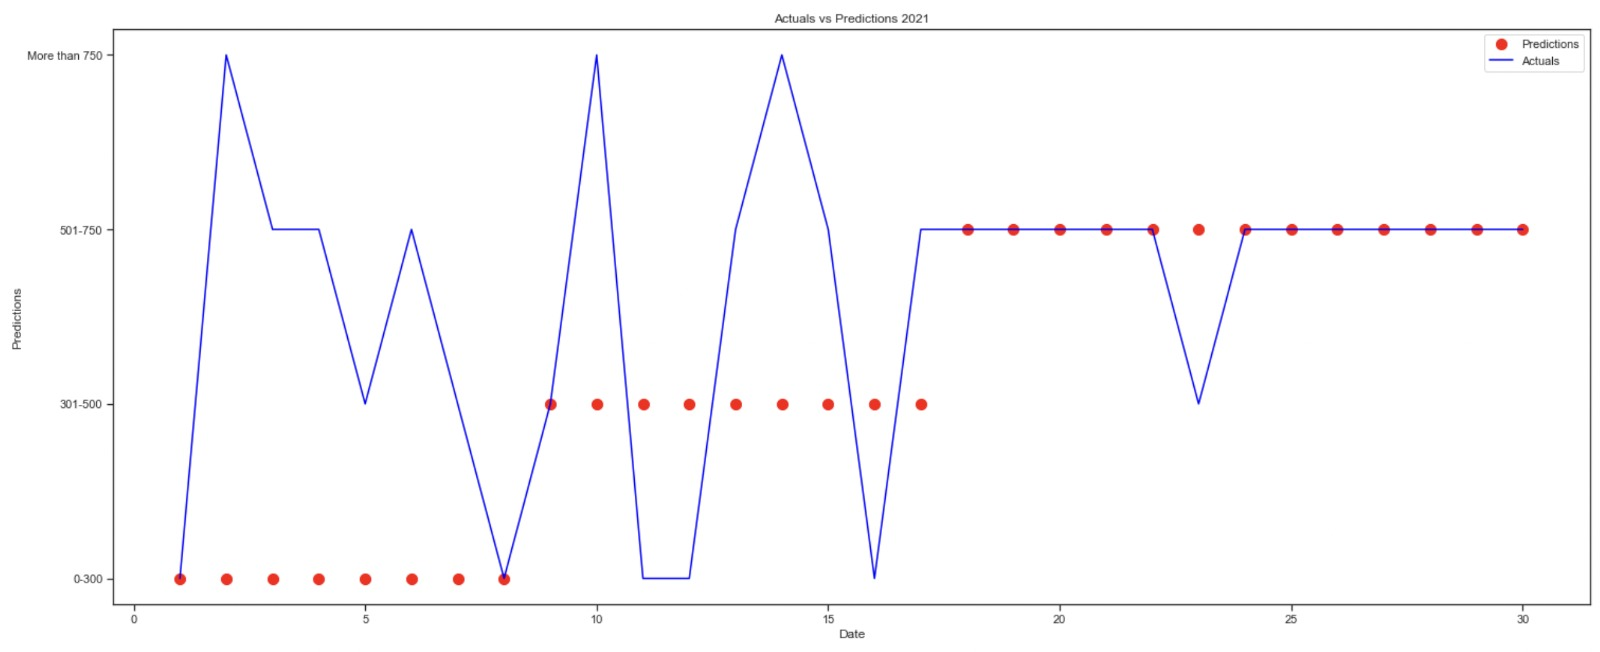 Actuals vs Predictions 2021
More than 750
501-750
301-500
0-300
Predictions
Predictions
Actuals
0 5 10 15 20 25 30
Date